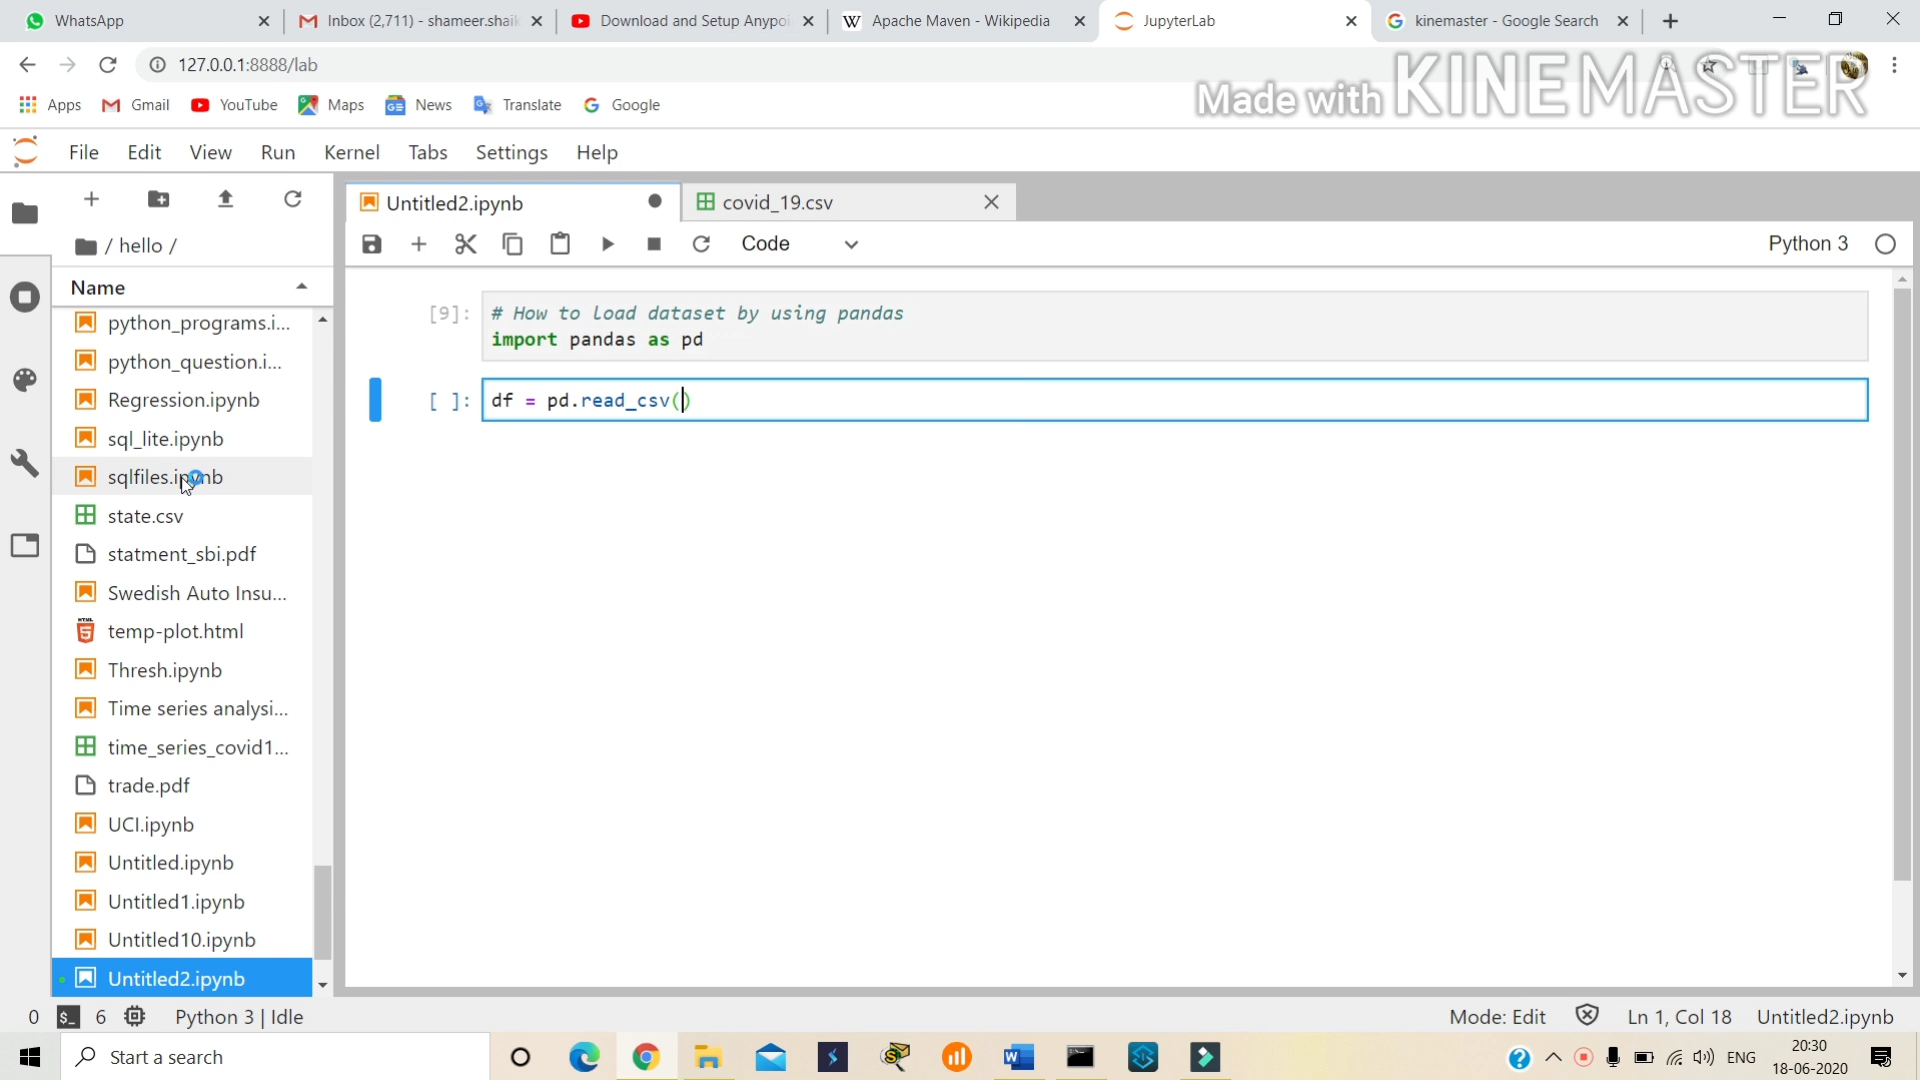 WhatsApp
Inbox (2,711) - shameer.shaik
Download and Setup Anypoi
Apache Maven - Wikipedia
JupyterLab
kinemaster - Google Search
127.0.0.1:8888/lab
Made with KINEMASTER
Apps
Gmail
YouTube
Maps
News
Translate
Google
File Edit View Run Kernel Tabs Settings Help
Untitled2.ipynb
covid_19.csv
/ hello /
Code
Python 3
Name
python_programs.i...
python_question.i...
Regression.ipynb
sql_lite.ipynb
sqlfiles.ipynb
state.csv
statment_sbi.pdf
Swedish Auto Insu...
temp-plot.html
Thresh.ipynb
Time series analysi...
time_series_covid1...
trade.pdf
UCI.ipynb
Untitled.ipynb
Untitled1.ipynb
Untitled10.ipynb
Untitled2.ipynb
[9]: # How to load dataset by using pandas
import pandas as pd
[ ]: df = pd.read_csv()
0 $_ 6 Python 3 | Idle
Mode: Edit Ln 1, Col 18 Untitled2.ipynb
Start a search
ENG
20:30
18-06-2020